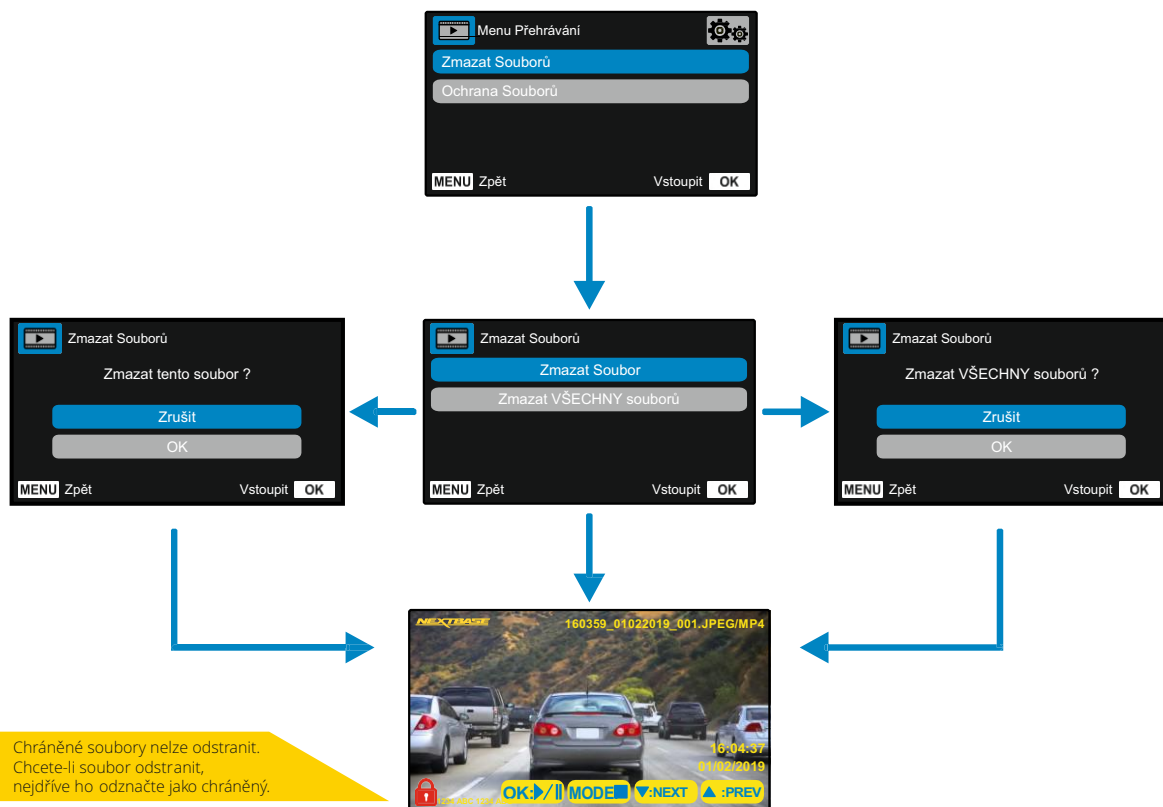 Menu Přehrávání
Zmazat Souborů
Ochrana Souborů
MENU Zpět Vstoupit OK
Zmazat Souborů
Zmazat tento soubor ?
Zrušit
OK
MENU Zpět Vstoupit OK
Zmazat Souborů
Zmazat Soubor
Zmazat VŠECHNY souborů
MENU Zpět Vstoupit OK
Zmazat Souborů
Zmazat VŠECHNY souborů ?
Zrušit
OK
MENU Zpět Vstoupit OK
NEXTBASE 160359_01022019_001.JPEG/MP4
16:04:37
01/02/2019
OK:▶/|| MODE■ ▼:NEXT ▲ :PREV
Chráněné soubory nelze odstranit.
Chcete-li soubor odstranit,
nejdříve ho odznačte jako chráněný.